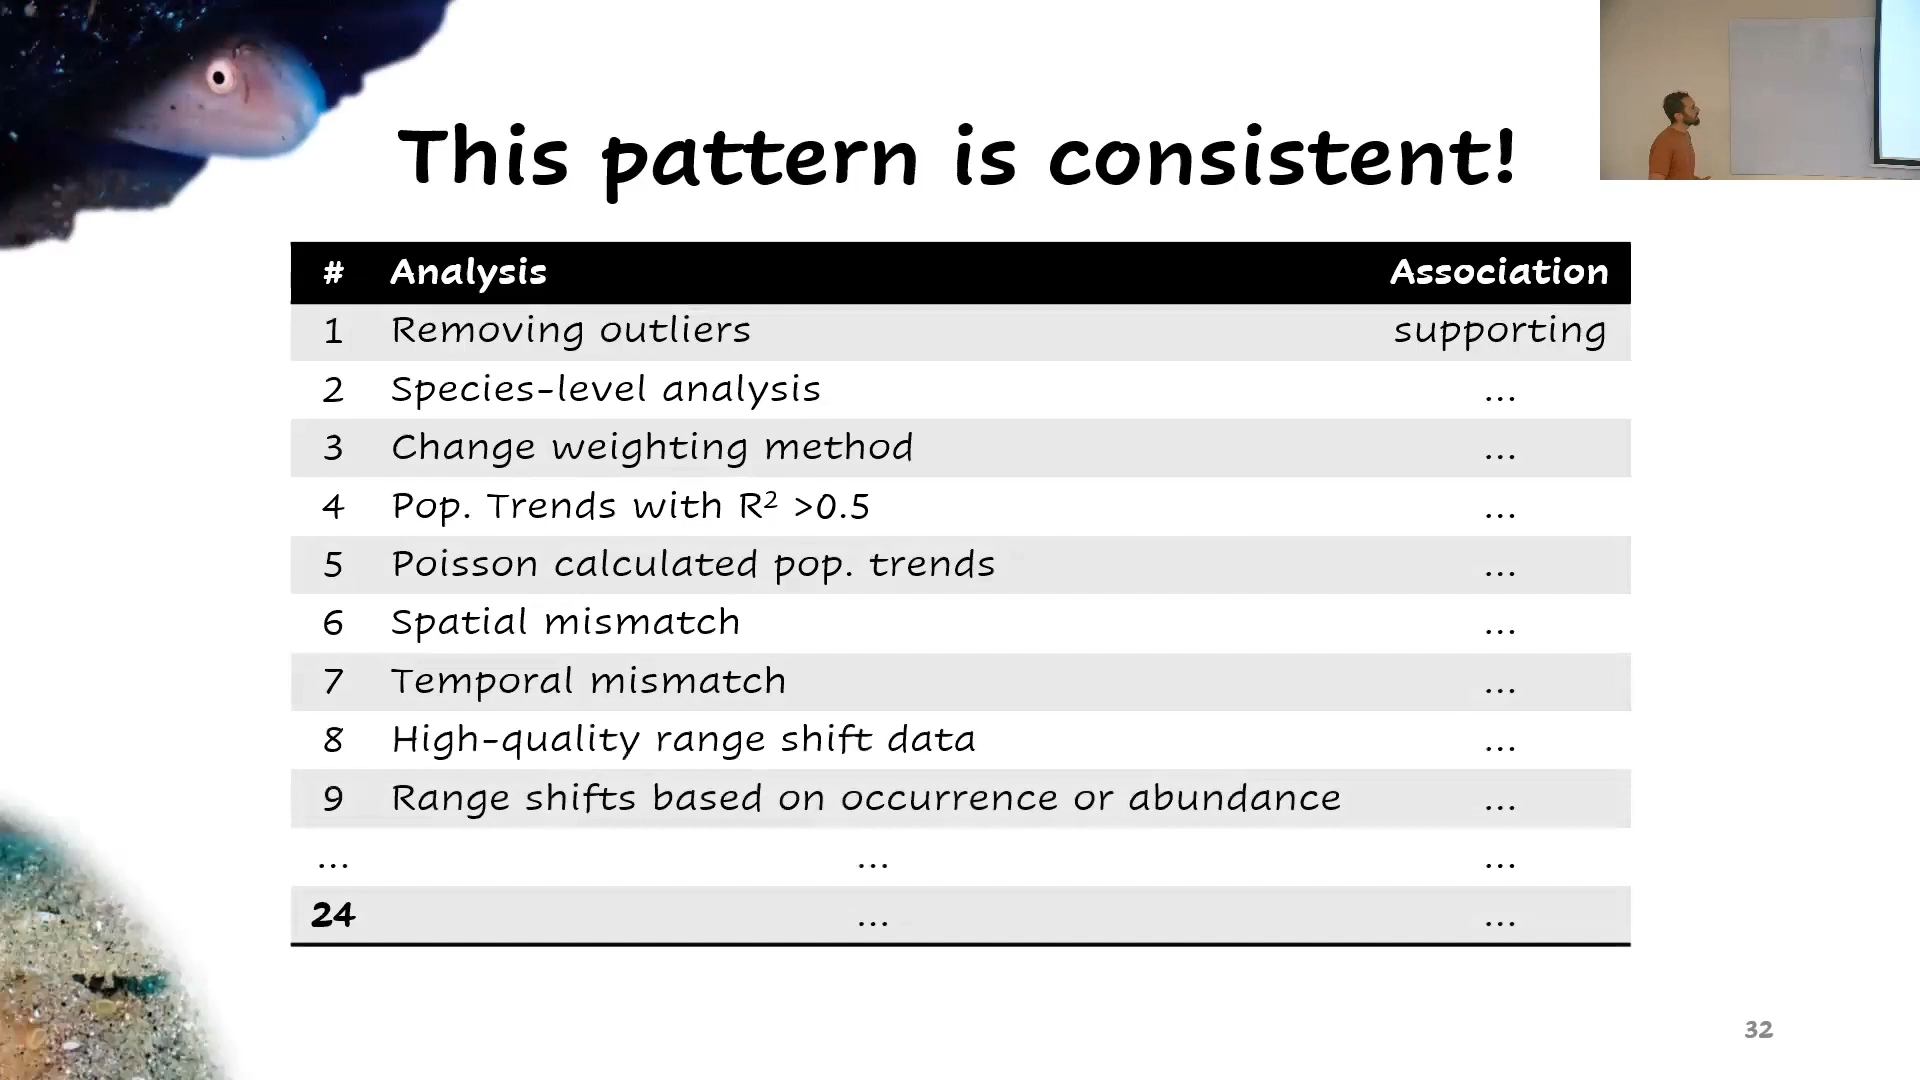 This pattern is consistent!
# Analysis Association
1 Removing outliers supporting
2 Species-level analysis ...
3 Change weighting method ...
4 Pop. Trends with R² >0.5 ...
5 Poisson calculated pop. trends ...
6 Spatial mismatch ...
7 Temporal mismatch ...
8 High-quality range shift data ...
9 Range shifts based on occurrence or abundance ...
... ... ...
24 ... ...
32